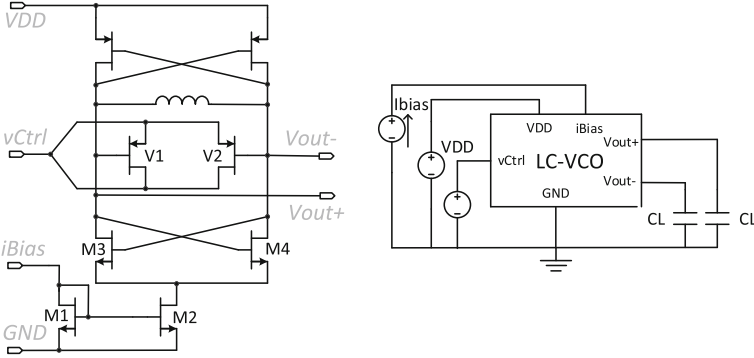 VDD
vCtrl
V1
V2
Vout-
Vout+
M3
M4
iBias
M1
M2
GND
Ibias
VDD
VDD
iBias
vCtrl
LC-VCO
Vout+
Vout-
GND
CL
CL